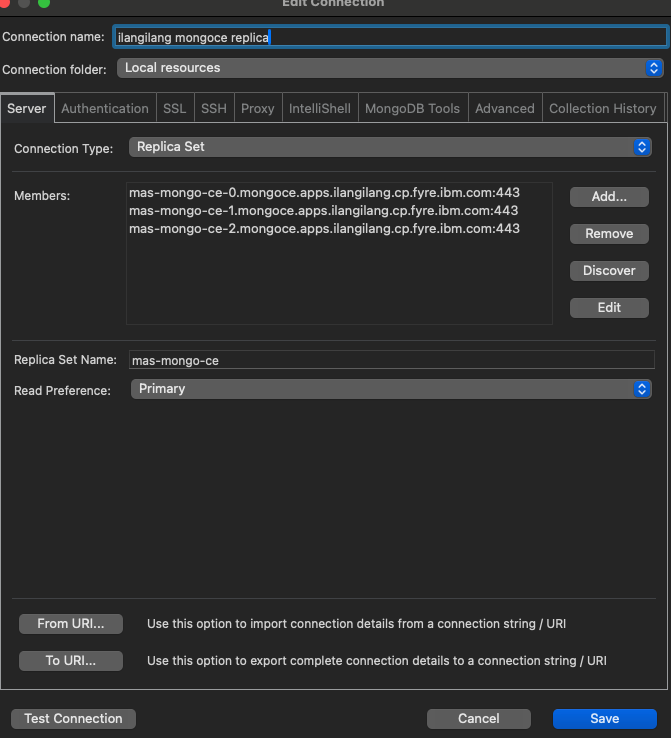 Edit Connection
Connection name: ilangilang mongoce replica
Connection folder: Local resources
Server Authentication SSL SSH Proxy IntelliShell MongoDB Tools Advanced Collection History
Connection Type: Replica Set
Members: mas-mongo-ce-0.mongoce.apps.ilangilang.cp.fyre.ibm.com:443 Add...
mas-mongo-ce-1.mongoce.apps.ilangilang.cp.fyre.ibm.com:443
mas-mongo-ce-2.mongoce.apps.ilangilang.cp.fyre.ibm.com:443 Remove
Discover
Edit
Replica Set Name: mas-mongo-ce
Read Preference: Primary
From URI... Use this option to import connection details from a connection string / URI
To URI... Use this option to export complete connection details to a connection string / URI
Test Connection Cancel Save